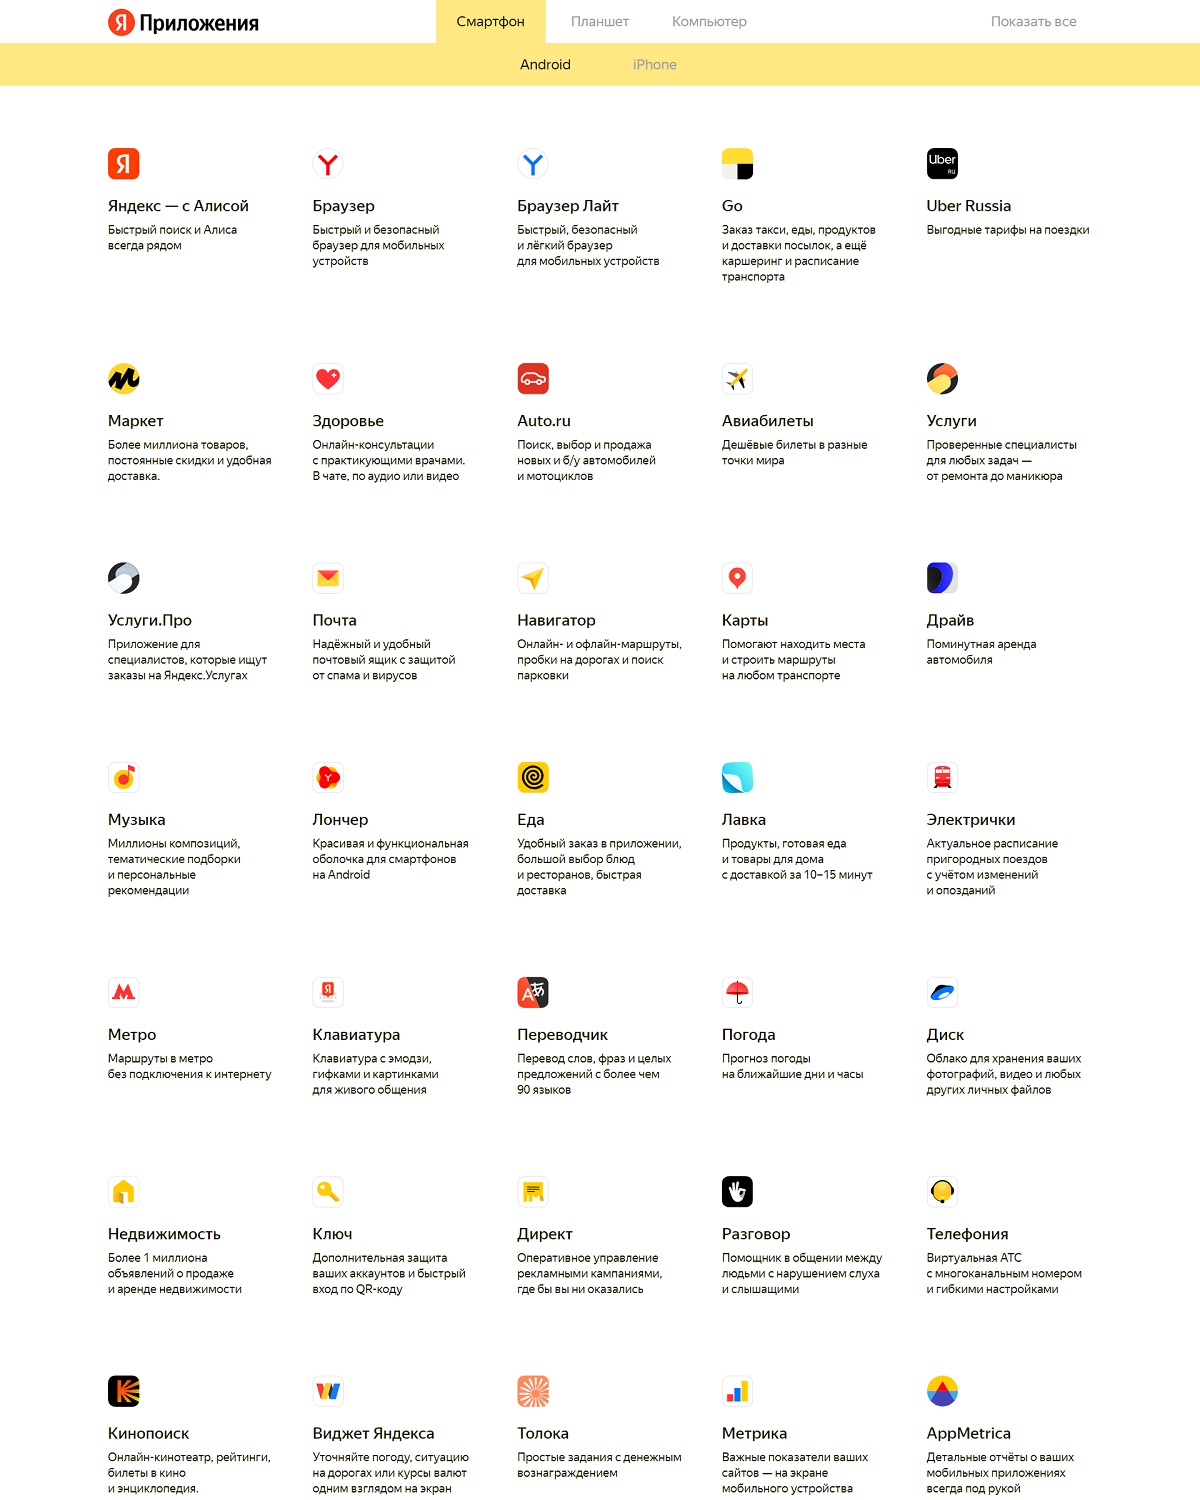 Я Приложения
Смартфон
Планшет
Компьютер
Показать все
Android
iPhone
Я
Яндекс — с Алисой
Быстрый поиск и Алиса
всегда рядом
Браузер
Быстрый и безопасный
браузер для мобильных
устройств
Браузер Лайт
Быстрый, безопасный
и лёгкий браузер
для мобильных устройств
Go
Заказ такси, еды, продуктов
и доставки посылок, а ещё
каршеринг и расписание
транспорта
Uber
RU
Uber Russia
Выгодные тарифы на поездки
Маркет
Более миллиона товаров,
постоянные скидки и удобная
доставка.
Здоровье
Онлайн-консультации
с практикующими врачами.
В чате, по аудио или видео
Auto.ru
Поиск, выбор и продажа
новых и б/у автомобилей
и мотоциклов
Авиабилеты
Дешёвые билеты в разные
точки мира
Услуги
Проверенные специалисты
для любых задач —
от ремонта до маникюра
Услуги.Про
Приложение для
специалистов, которые ищут
заказы на Яндекс.Услугах
Почта
Надёжный и удобный
почтовый ящик с защитой
от спама и вирусов
Навигатор
Онлайн- и офлайн-маршруты,
пробки на дорогах и поиск
парковки
Карты
Помогают находить места
и строить маршруты
на любом транспорте
Драйв
Поминутная аренда
автомобиля
Музыка
Миллионы композиций,
тематические подборки
и персональные
рекомендации
Лончер
Красивая и функциональная
оболочка для смартфонов
на Android
Еда
Удобный заказ в приложении,
большой выбор блюд
и ресторанов, быстрая
доставка
Лавка
Продукты, готовая еда
и товары для дома
с доставкой за 10–15 минут
Электрички
Актуальное расписание
пригородных поездов
с учётом изменений
и опозданий
Метро
Маршруты в метро
без подключения к интернету
Я
Клавиатура
Клавиатура с эмодзи,
гифками и картинками
для живого общения
A あ
Переводчик
Перевод слов, фраз и целых
предложений с более чем
90 языков
Погода
Прогноз погоды
на ближайшие дни и часы
Диск
Облако для хранения ваших
фотографий, видео и любых
других личных файлов
Недвижимость
Более 1 миллиона
объявлений о продаже
и аренде недвижимости
Ключ
Дополнительная защита
ваших аккаунтов и быстрый
вход по QR-коду
Директ
Оперативное управление
рекламными кампаниями,
где бы вы ни оказались
Разговор
Помощник в общении между
людьми с нарушением слуха
и слышащими
Телефония
Виртуальная АТС
с многоканальным номером
и гибкими настройками
Кинопоиск
Онлайн-кинотеатр, рейтинги,
билеты в кино
и энциклопедия.
Виджет Яндекса
Уточняйте погоду, ситуацию
на дорогах или курсы валют
одним взглядом на экран
Толока
Простые задания с денежным
вознаграждением
Метрика
Важные показатели ваших
сайтов — на экране
мобильного устройства
AppMetrica
Детальные отчёты о ваших
мобильных приложениях
всегда под рукой